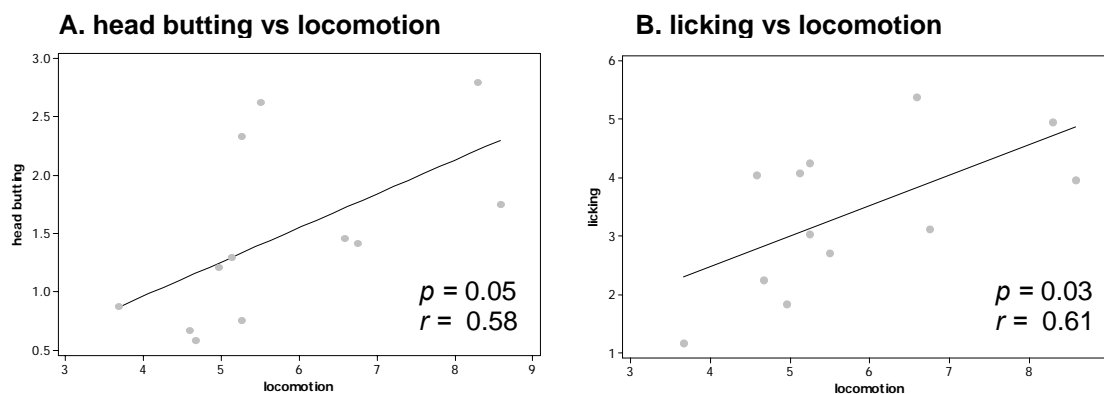 A. head butting vs locomotion
3.0
2.5
2.0
1.5
1.0
0.5
head butting
3 4 5 6 7 8 9
locomotion
p = 0.05
r = 0.58
B. licking vs locomotion
6
5
4
3
2
1
licking
3 4 5 6 7 8
locomotion
p = 0.03
r = 0.61